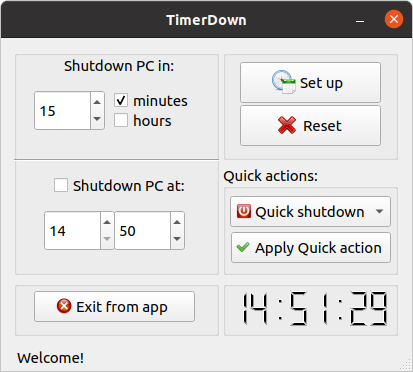 TimerDown
Shutdown PC in:
15
minutes
hours
Set up
Reset
Shutdown PC at:
14 50
Quick actions:
Quick shutdown
Apply Quick action
Exit from app
14:51:29
Welcome!